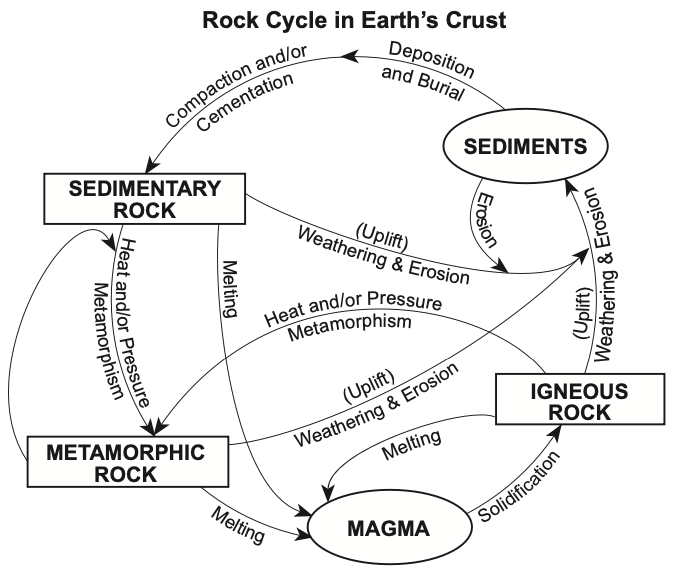 Rock Cycle in Earth's Crust
Deposition
and Burial
Compaction and/or
Cementation
SEDIMENTS
SEDIMENTARY
ROCK
Erosion
(Uplift)
Weathering & Erosion
(Uplift)
Weathering & Erosion
Melting
Heat and/or Pressure
Metamorphism
Heat and/or Pressure
Metamorphism
(Uplift)
Weathering & Erosion
IGNEOUS
ROCK
METAMORPHIC
ROCK
Melting
Solidification
Melting
MAGMA